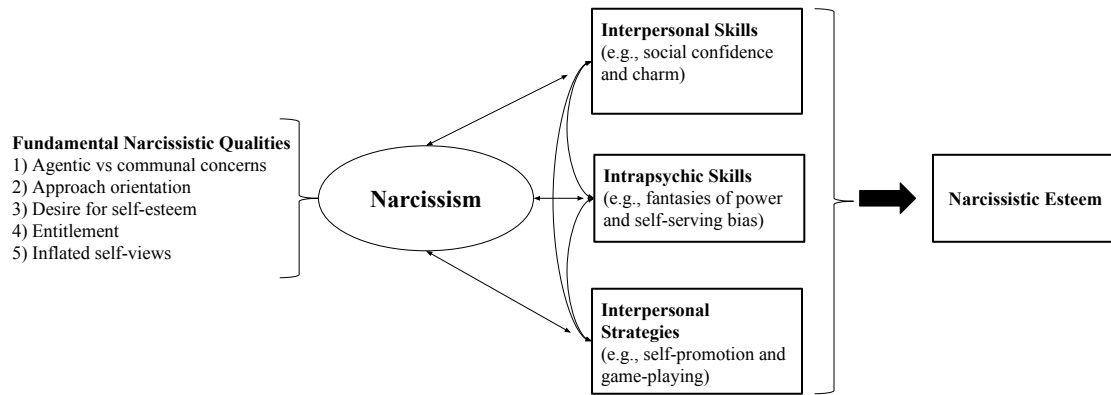 Fundamental Narcissistic Qualities
1) Agentic vs communal concerns
2) Approach orientation
3) Desire for self-esteem
4) Entitlement
5) Inflated self-views
Narcissism
Interpersonal Skills
(e.g., social confidence
and charm)
Intrapsychic Skills
(e.g., fantasies of power
and self-serving bias)
Interpersonal
Strategies
(e.g., self-promotion and
game-playing)
Narcissistic Esteem